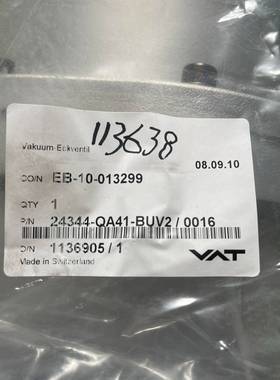 113638
Vakuum-Eckventil
08.09.10
CO/N EB-10-013299
QTY 1
P/N 24344-QA41-BUV2 / 0016
O/N 1136905 / 1
Made in Switzerland
VAT